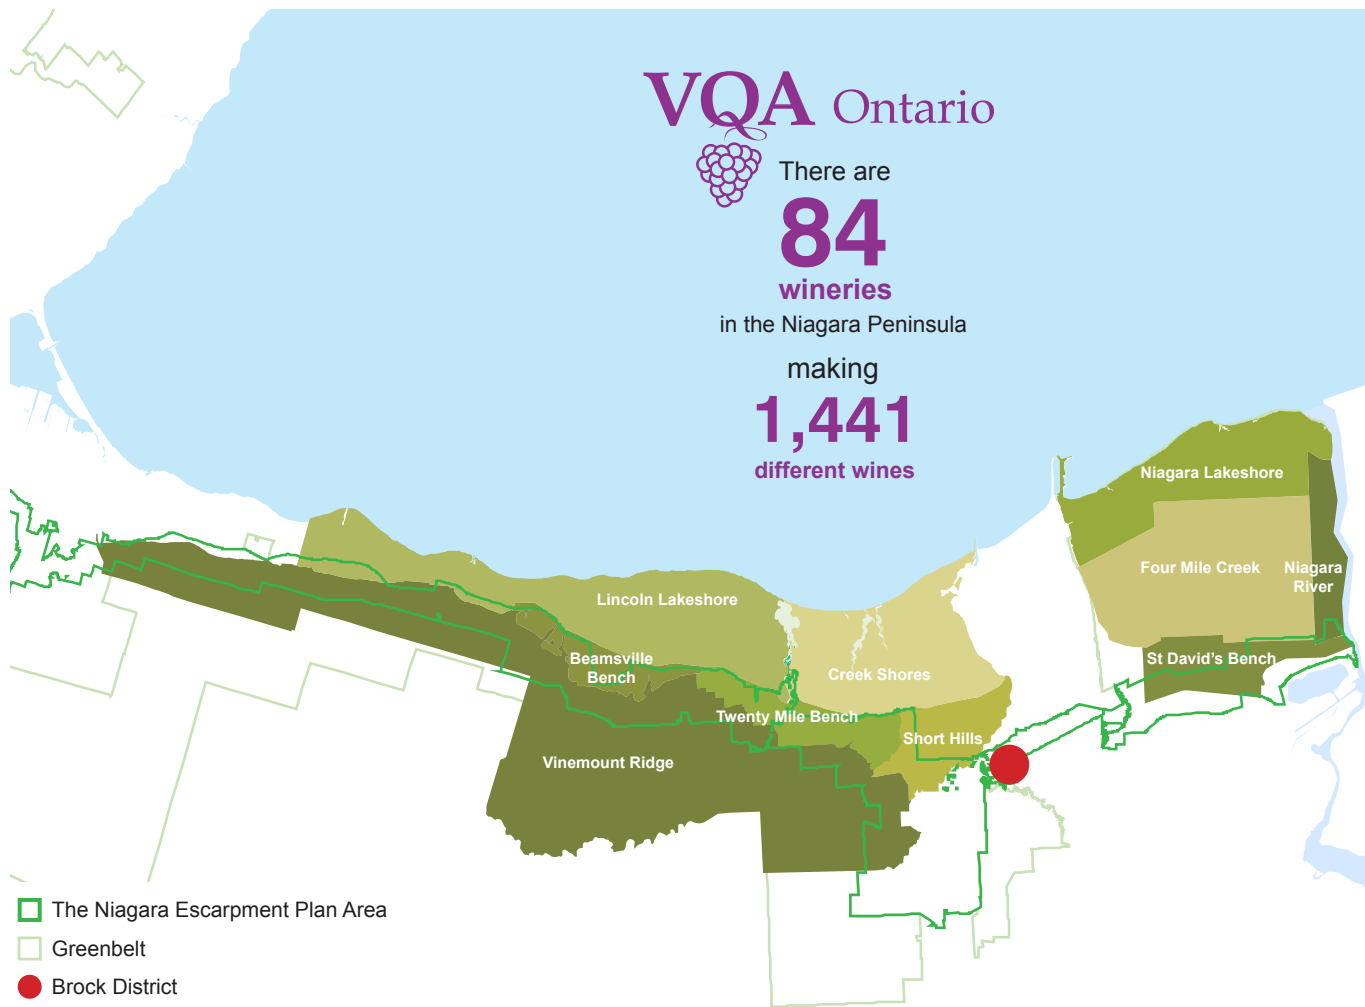 VQA Ontario
There are
84
wineries
in the Niagara Peninsula
making
1,441
different wines
Niagara Lakeshore
Four Mile Creek
Niagara
River
Lincoln Lakeshore
Beamsville
Bench
Creek Shores
St David's Bench
Twenty Mile Bench
Short Hills
Vinemount Ridge
The Niagara Escarpment Plan Area
Greenbelt
Brock District